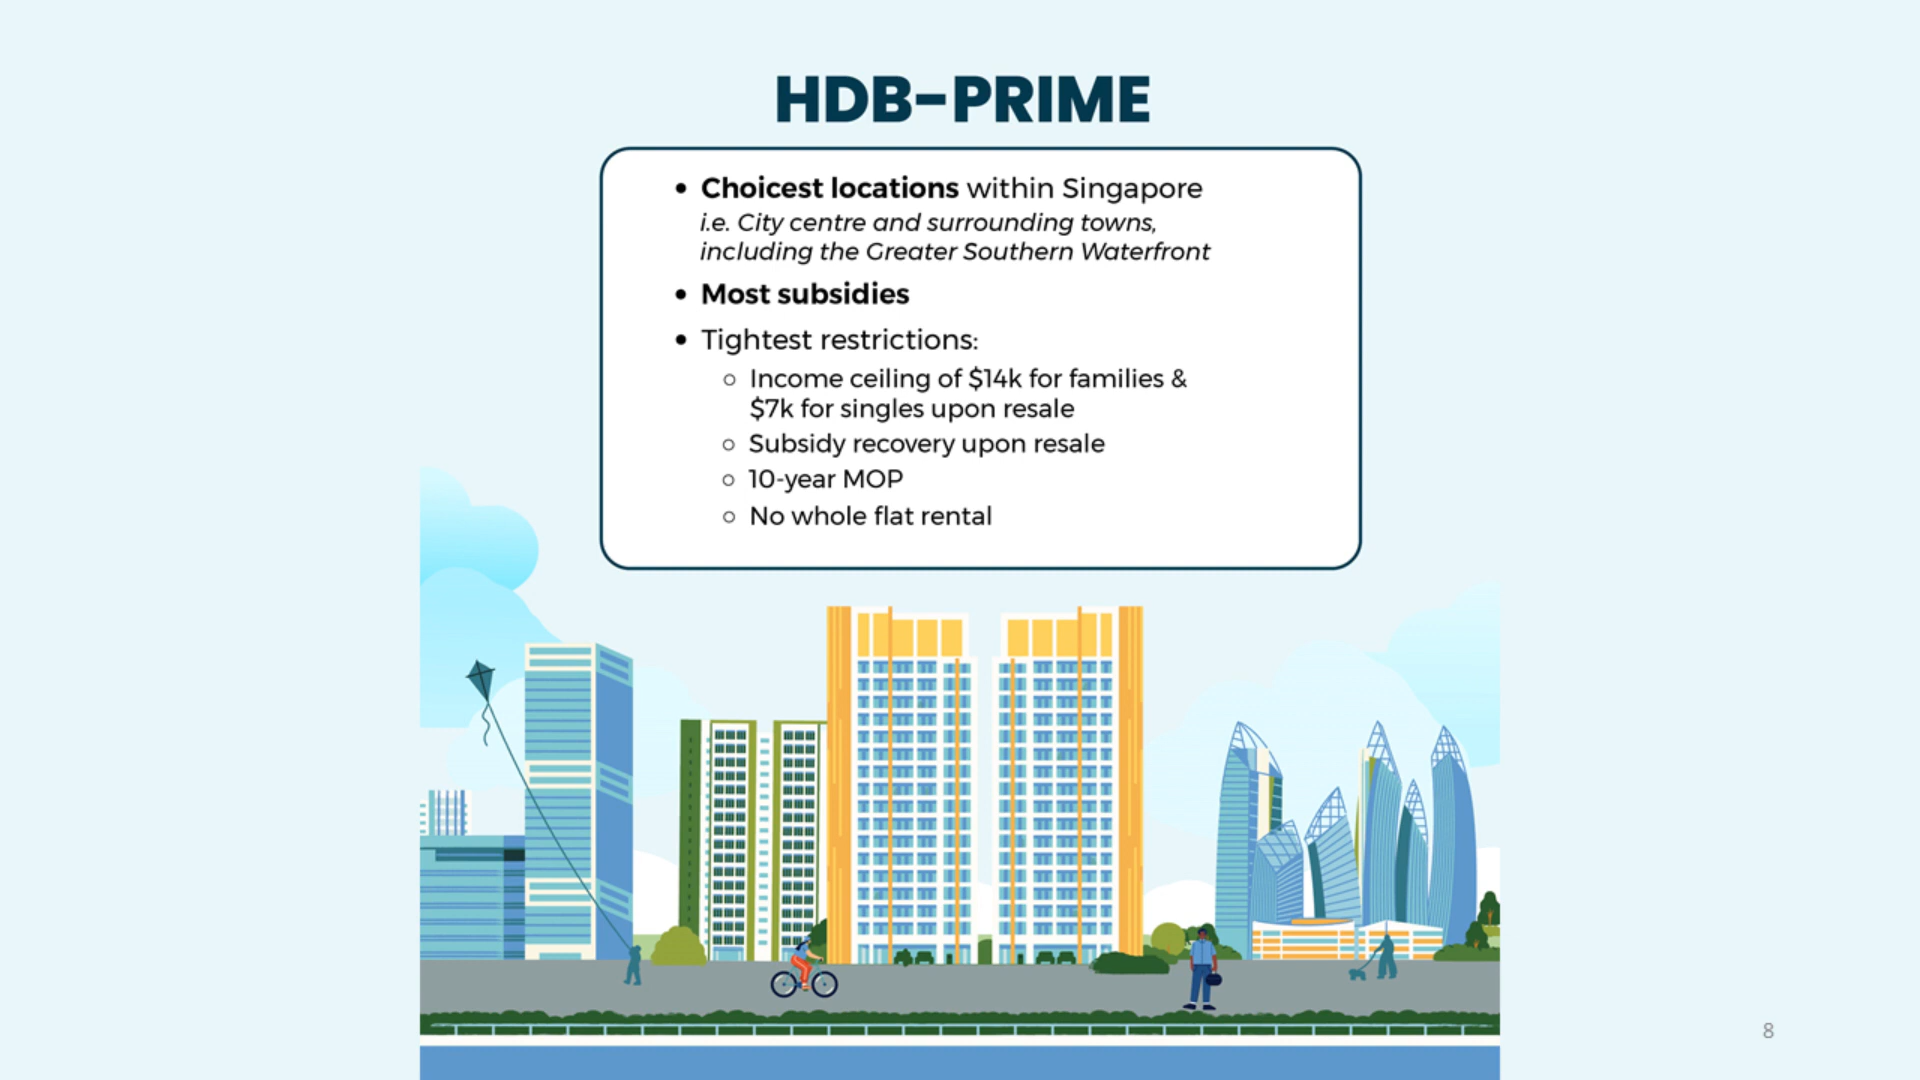 HDB-PRIME
• Choicest locations within Singapore
i.e. City centre and surrounding towns,
including the Greater Southern Waterfront
• Most subsidies
• Tightest restrictions:
○ Income ceiling of $14k for families &
$7k for singles upon resale
○ Subsidy recovery upon resale
○ 10-year MOP
○ No whole flat rental
8